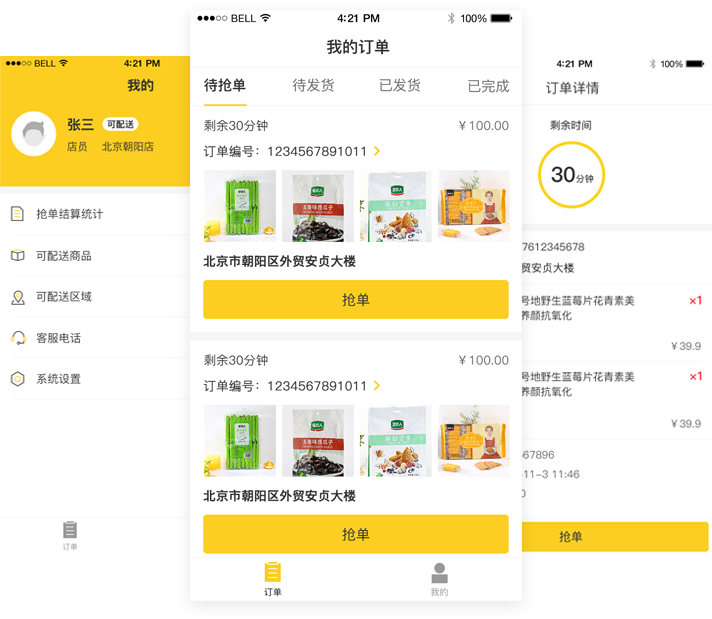 BELL
4:21 PM
我的
张三
可配送
店员
北京朝阳店
抢单结算统计
可配送商品
可配送区域
客服电话
系统设置
订单
BELL
4:21 PM
100%
我的订单
待抢单
待发货
已发货
已完成
剩余30分钟
¥100.00
订单编号：1234567891011
北京市朝阳区外贸安贞大楼
抢单
剩余30分钟
¥100.00
订单编号：1234567891011
北京市朝阳区外贸安贞大楼
抢单
订单
我的
4:21 PM
100%
订单详情
剩余时间
30分钟
7612345678
贸安贞大楼
号地野生蓝莓片花青素美
养颜抗氧化
×1
¥39.9
号地野生蓝莓片花青素美
养颜抗氧化
×1
¥39.9
567896
-11-3 11:46
抢单